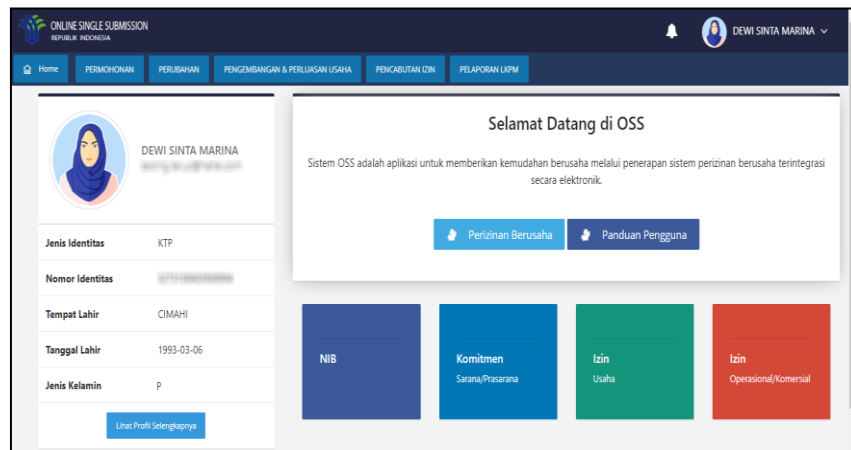 ONLINE SINGLE SUBMISSION
REPUBLIK INDONESIA
DEWI SINTA MARINA
Home
PERMOHONAN
PERUBAHAN
PENGEMBANGAN & PERLUASAN USAHA
PENCABUTAN IZIN
PELAPORAN LKPM
DEWI SINTA MARINA
Jenis Identitas KTP
Nomor Identitas
Tempat Lahir CIMAHI
Tanggal Lahir 1993-03-06
Jenis Kelamin P
Lihat Profil Selengkapnya
Selamat Datang di OSS
Sistem OSS adalah aplikasi untuk memberikan kemudahan berusaha melalui penerapan sistem perizinan berusaha terintegrasi
secara elektronik.
Perizinan Berusaha
Panduan Pengguna
NIB
Komitmen
Sarana/Prasarana
Izin
Usaha
Izin
Operasional/Komersial